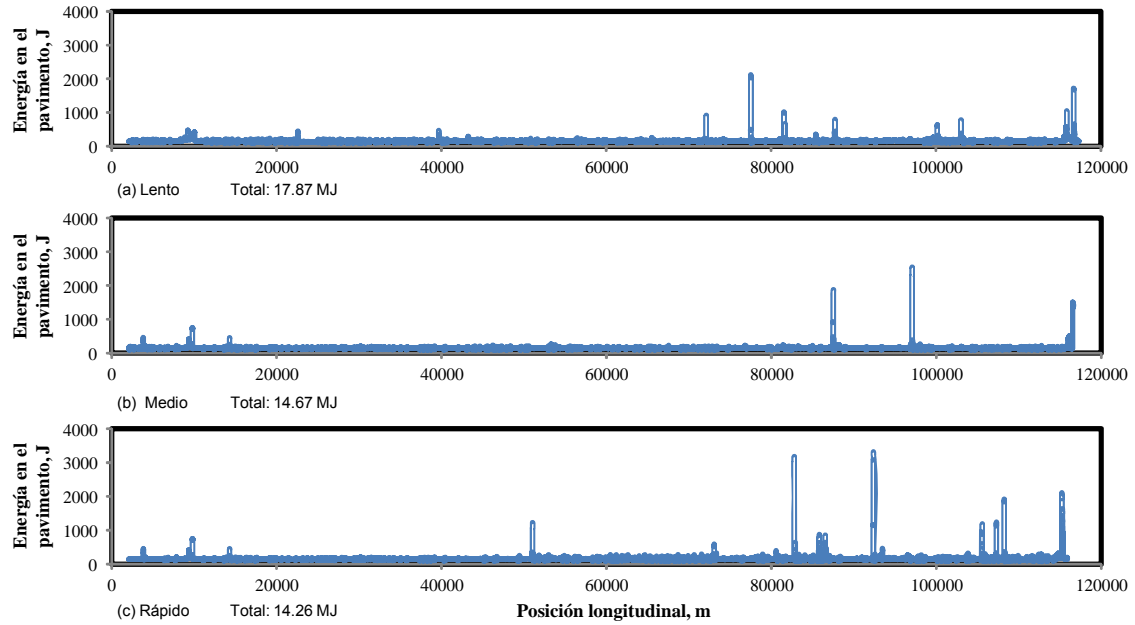 Energía en el
pavimento, J
4000
3000
2000
1000
0
0 20000 40000 60000 80000 100000 120000
(a) Lento Total: 17.87 MJ
Energía en el
pavimento, J
4000
3000
2000
1000
0
0 20000 40000 60000 80000 100000 120000
(b) Medio Total: 14.67 MJ
Energía en el
pavimento, J
4000
3000
2000
1000
0
0 20000 40000 60000 80000 100000 120000
(c) Rápido Total: 14.26 MJ Posición longitudinal, m